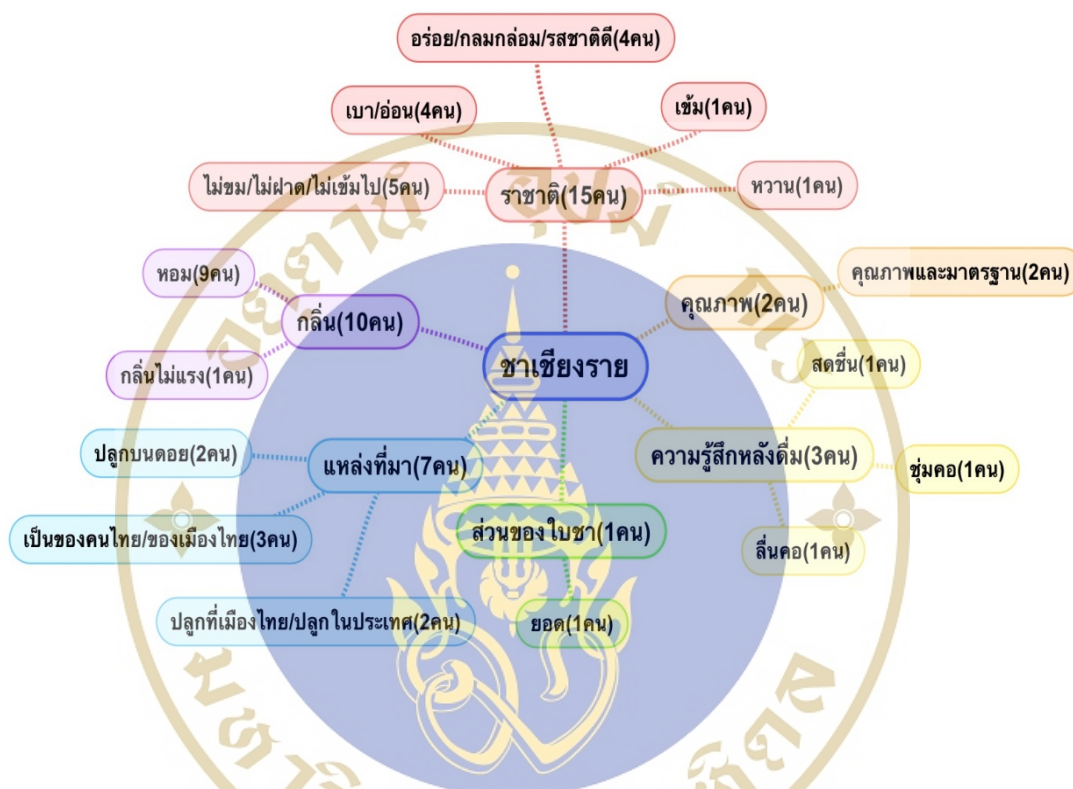 อร่อย/กลมกล่อม/รสชาติดี(4คน)
เบา/อ่อน(4คน)
เข้ม(1คน)
ไม่ขม/ไม่ฝาด/ไม่เข้มไป(5คน)
ราชาติ(15คน)
หวาน(1คน)
หอม(9คน)
คุณภาพและมาตรฐาน(2คน)
คุณภาพ(2คน)
กลิ่น(10คน)
สดชื่น(1คน)
ชาเชียงราย
กลิ่นไม่แรง(1คน)
ปลูกบนดอย(2คน)
แหล่งที่มา(7คน)
ความรู้สึกหลังดื่ม(3คน)
ชุ่มคอ(1คน)
เป็นของคนไทย/ของเมืองไทย(3คน)
ส่วนของใบชา(1คน)
ลื่นคอ(1คน)
ปลูกที่เมืองไทย/ปลูกในประเทศ(2คน)
ยอด(1คน)